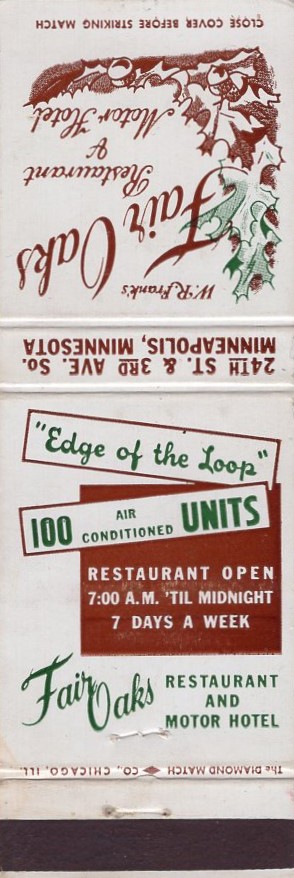 CLOSE COVER BEFORE STRIKING MATCH
W.R. Frank's
Fair Oaks
Restaurant
&
Motor Hotel
24TH ST. & 3RD AVE. So.
MINNEAPOLIS, MINNESOTA
"Edge of the Loop"
100 AIR CONDITIONED UNITS
RESTAURANT OPEN
7:00 A.M. 'TIL MIDNIGHT
7 DAYS A WEEK
Fair Oaks
RESTAURANT
AND
MOTOR HOTEL
The DIAMOND MATCH CO., CHICAGO, ILL.